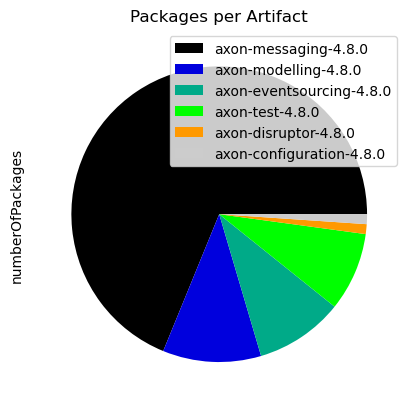 Packages per Artifact
axon-messaging-4.8.0
axon-modelling-4.8.0
axon-eventsourcing-4.8.0
axon-test-4.8.0
axon-disruptor-4.8.0
axon-configuration-4.8.0
numberOfPackages